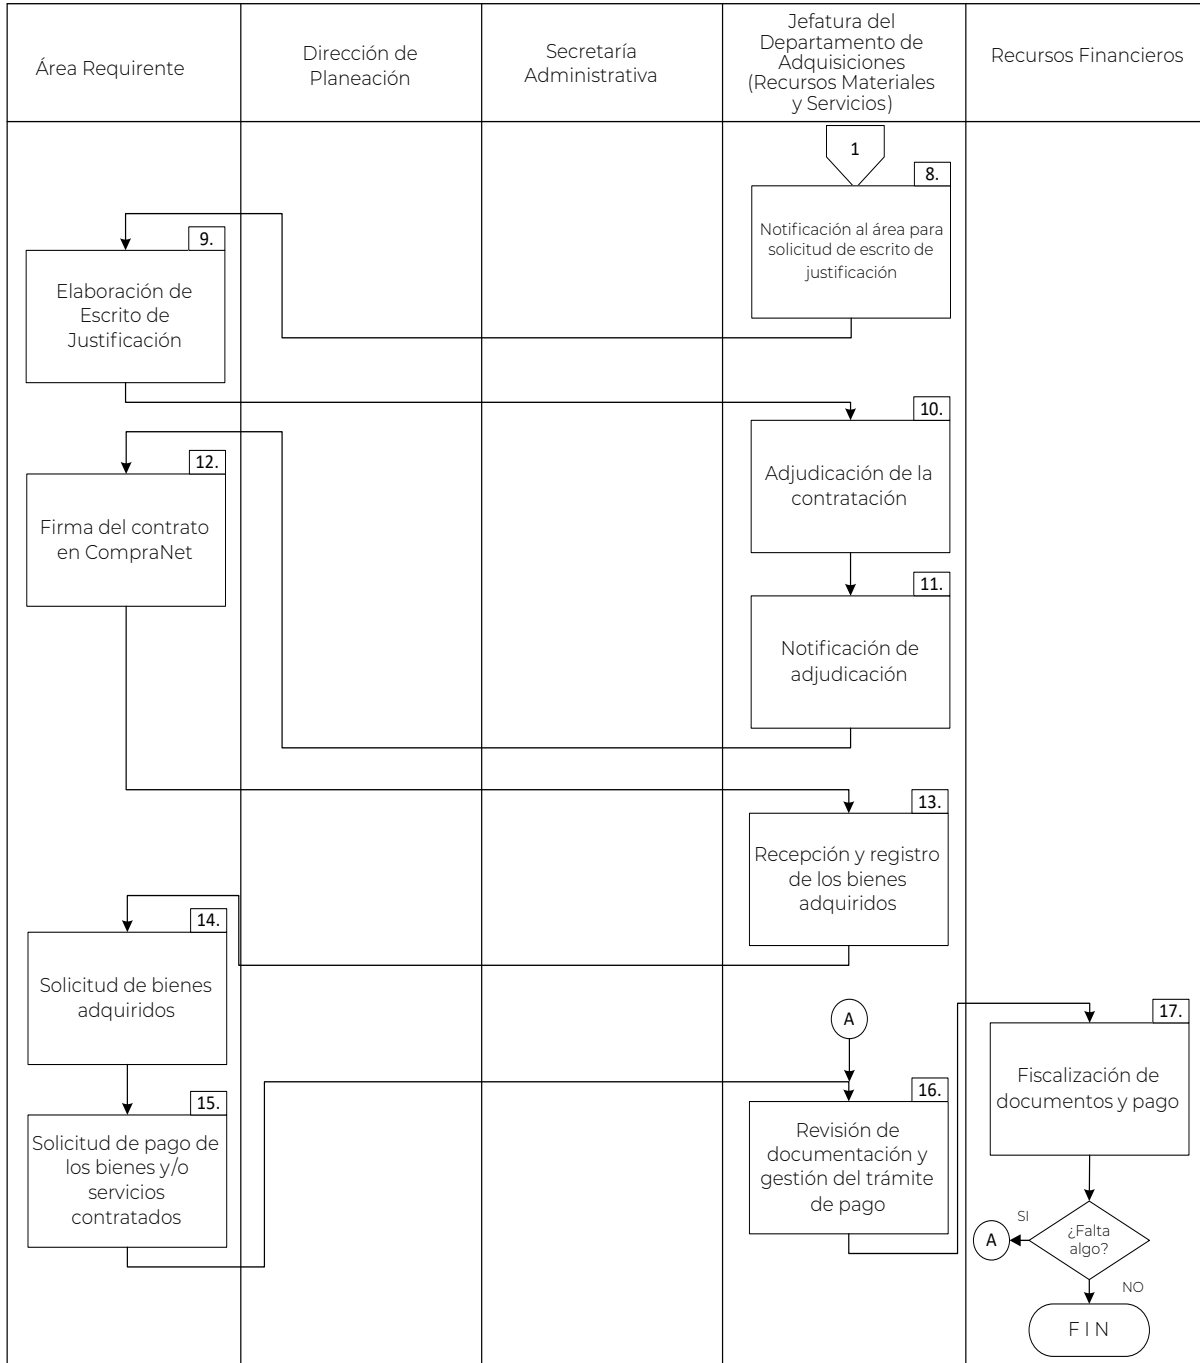 Área Requirente
Dirección de
Planeación
Secretaría
Administrativa
Jefatura del
Departamento de
Adquisiciones
(Recursos Materiales
y Servicios)
Recursos Financieros
1
8.
Notificación al área para
solicitud de escrito de
justificación
9.
Elaboración de
Escrito de
Justificación
10.
Adjudicación de la
contratación
11.
Notificación de
adjudicación
12.
Firma del contrato
en CompraNet
13.
Recepción y registro
de los bienes
adquiridos
14.
Solicitud de bienes
adquiridos
15.
Solicitud de pago de
los bienes y/o
servicios
contratados
A
16.
Revisión de
documentación y
gestión del trámite
de pago
17.
Fiscalización de
documentos y pago
¿Falta
algo?
SI
A
NO
F I N